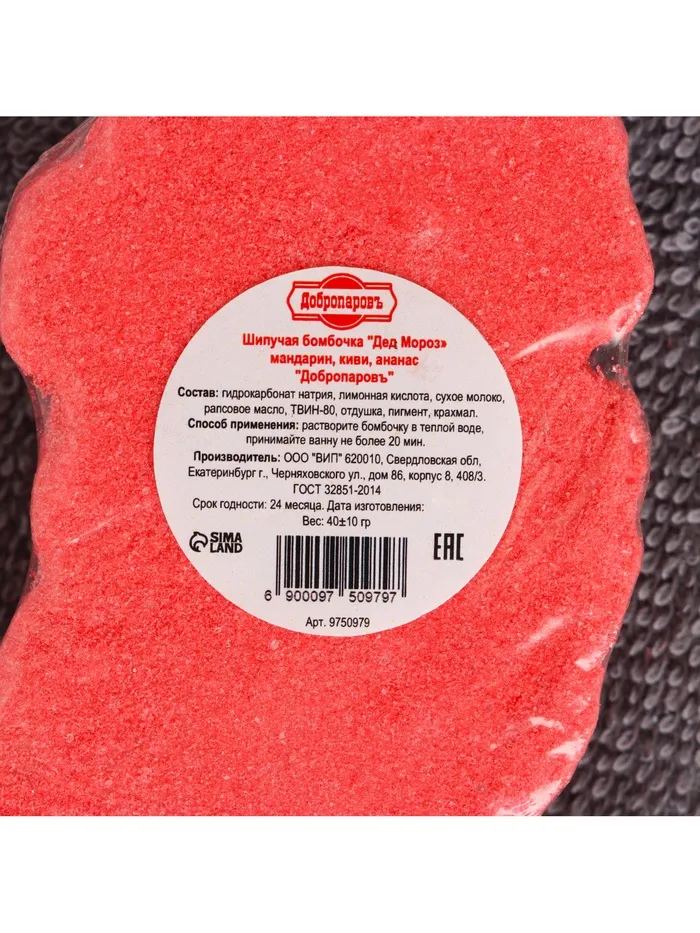 Добропаровъ
Шипучая бомбочка "Дед Мороз»
мандарин, киви, ананас
"Добропаровъ"
Состав: гидрокарбонат натрия, лимонная кислота, сухое молоко,
рапсовое масло, ТВИН-80, отдушка, пигмент, крахмал.
Способ применения: растворите бомбочку в теплой воде,
принимайте ванну не более 20 мин.
Производитель: ООО "ВИП" 620010, Свердловская обл,
Екатеринбург г., Черняховского ул., дом 86, корпус 8, 408/3.
ГОСТ 32851-2014
Срок годности: 24 месяца. Дата изготовления:
Вес: 40±10 гр
SIMA
LAND
EAC
6 900097 509797
Арт. 9750979